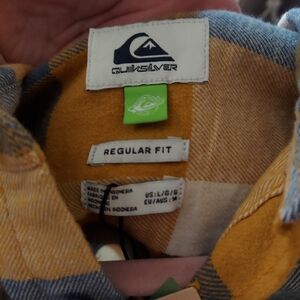 QUIKSILVER
REGULAR FIT
MADE IN INDONESIA
US: L/G/G
EU/AUS: M